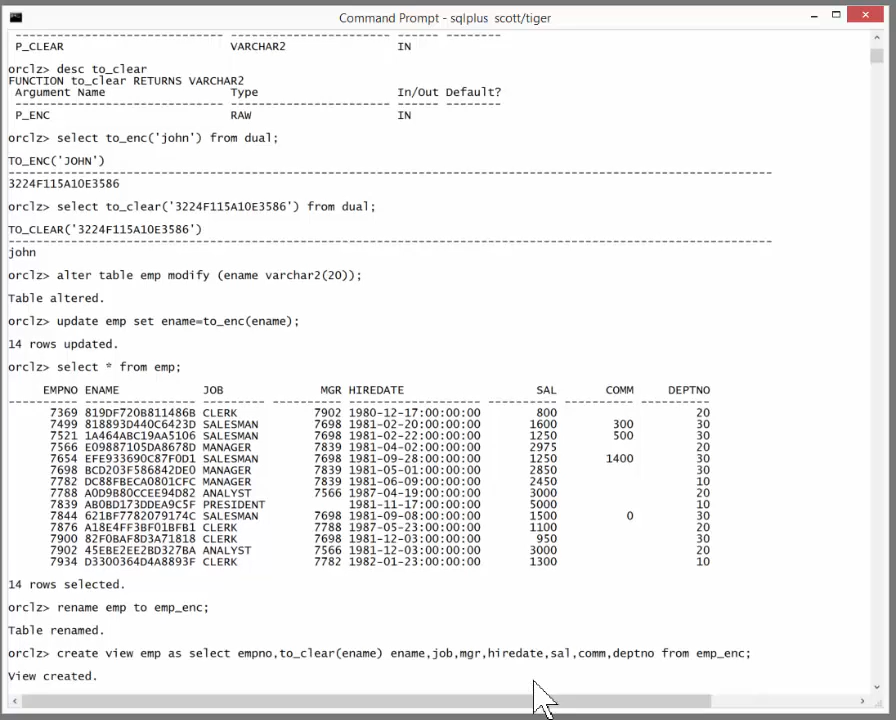 Command Prompt - sqlplus scott/tiger
------------------------------ ----------------------- ------ --------
P_CLEAR VARCHAR2 IN
orclz> desc to_clear
FUNCTION to_clear RETURNS VARCHAR2
Argument Name Type In/Out Default?
------------------------------ ----------------------- ------ --------
P_ENC RAW IN
orclz> select to_enc('john') from dual;
TO_ENC('JOHN')
----------------------------------------------------------------------------------------------------
3224F115A10E3586
orclz> select to_clear('3224F115A10E3586') from dual;
TO_CLEAR('3224F115A10E3586')
----------------------------------------------------------------------------------------------------
john
orclz> alter table emp modify (ename varchar2(20));
Table altered.
orclz> update emp set ename=to_enc(ename);
14 rows updated.
orclz> select * from emp;
EMPNO ENAME JOB MGR HIREDATE SAL COMM DEPTNO
---------- -------------------- --------- ---------- ------------------- ---------- ---------- ----------
7369 819DF720B811486B CLERK 7902 1980-12-17:00:00:00 800 20
7499 818893D440C6423D SALESMAN 7698 1981-02-20:00:00:00 1600 300 30
7521 1A464ABC19AA5106 SALESMAN 7698 1981-02-22:00:00:00 1250 500 30
7566 E09887105DA8678D MANAGER 7839 1981-04-02:00:00:00 2975 20
7654 EFE933690C87F0D1 SALESMAN 7698 1981-09-28:00:00:00 1250 1400 30
7698 BCD203F586842DE0 MANAGER 7839 1981-05-01:00:00:00 2850 30
7782 DC88FBECA0801CFC MANAGER 7839 1981-06-09:00:00:00 2450 10
7788 A0D9B80CCEE94D82 ANALYST 7566 1987-04-19:00:00:00 3000 20
7839 AB0BD173DDEA9C5F PRESIDENT 1981-11-17:00:00:00 5000 10
7844 621BF7782079174C SALESMAN 7698 1981-09-08:00:00:00 1500 0 30
7876 A18E4FF3BF01BFB1 CLERK 7788 1987-05-23:00:00:00 1100 20
7900 82F0BAF8D3A71818 CLERK 7698 1981-12-03:00:00:00 950 30
7902 45EBE2EE2BD327BA ANALYST 7566 1981-12-03:00:00:00 3000 20
7934 D3300364D4A8893F CLERK 7782 1982-01-23:00:00:00 1300 10
14 rows selected.
orclz> rename emp to emp_enc;
Table renamed.
orclz> create view emp as select empno,to_clear(ename) ename,job,mgr,hiredate,sal,comm,deptno from emp_enc;
View created.